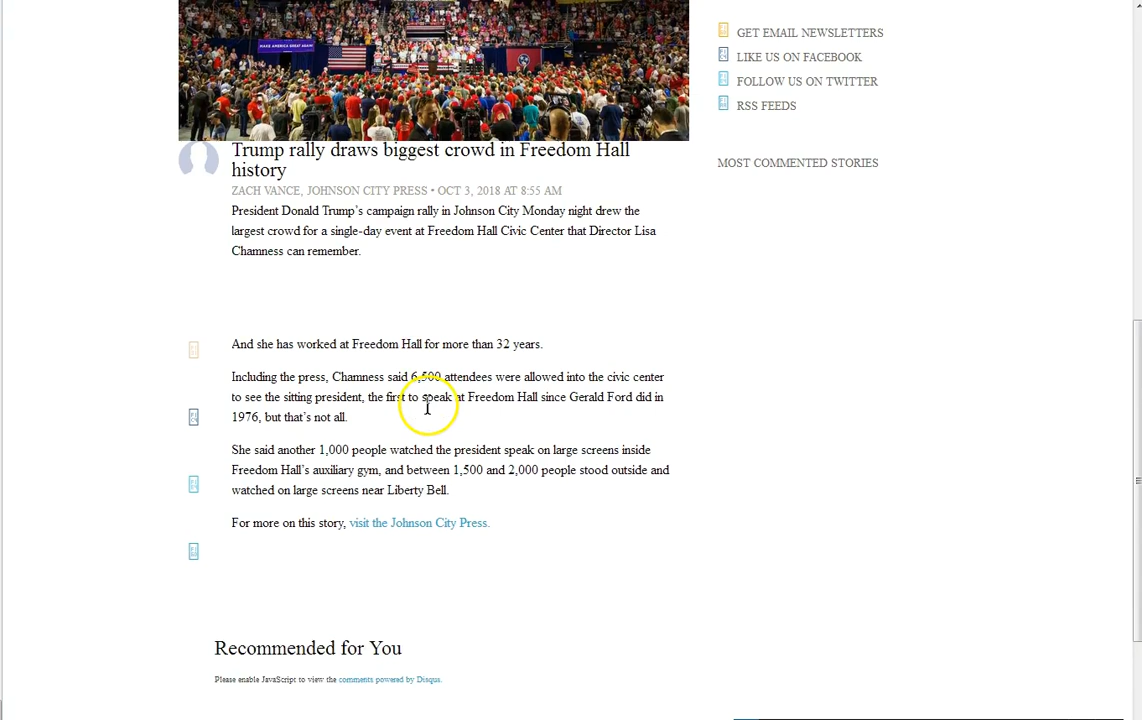 MAKE AMERICA GREAT AGAIN!
Trump rally draws biggest crowd in Freedom Hall
history
ZACH VANCE, JOHNSON CITY PRESS • OCT 3, 2018 AT 8:55 AM
President Donald Trump’s campaign rally in Johnson City Monday night drew the
largest crowd for a single-day event at Freedom Hall Civic Center that Director Lisa
Chamness can remember.
And she has worked at Freedom Hall for more than 32 years.
Including the press, Chamness said 6,500 attendees were allowed into the civic center
to see the sitting president, the first to speak at Freedom Hall since Gerald Ford did in
1976, but that’s not all.
She said another 1,000 people watched the president speak on large screens inside
Freedom Hall’s auxiliary gym, and between 1,500 and 2,000 people stood outside and
watched on large screens near Liberty Bell.
For more on this story, visit the Johnson City Press.
Recommended for You
Please enable JavaScript to view the comments powered by Disqus.
GET EMAIL NEWSLETTERS
LIKE US ON FACEBOOK
FOLLOW US ON TWITTER
RSS FEEDS
MOST COMMENTED STORIES